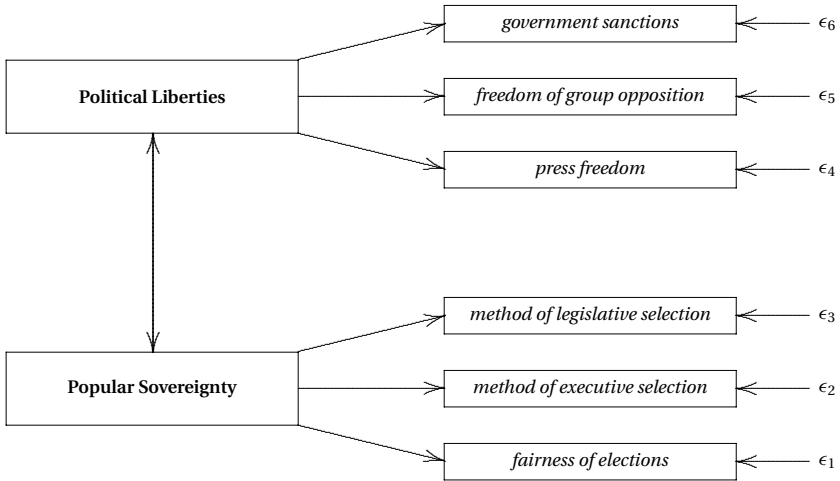 government sanctions
ϵ6
Political Liberties
freedom of group opposition
ϵ5
press freedom
ϵ4
method of legislative selection
ϵ3
Popular Sovereignty
method of executive selection
ϵ2
fairness of elections
ϵ1